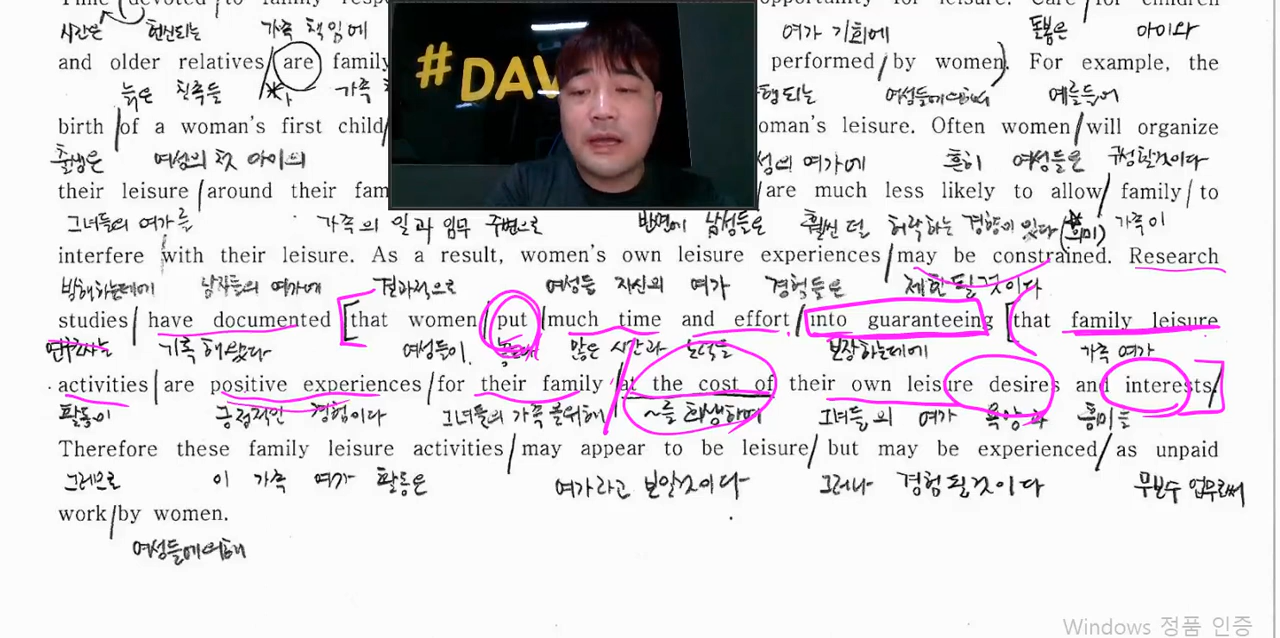 devoted to family
opportunity for leisure. Care for children
시간은 헌신되는 가족 책임에 여가 기회에 돌봄은 아이와
#DAV
and older relatives are family performed by women). For example, the
늙은 친족들 가족 되는 여성들에 의해 예를들어
birth of a woman's first child woman's leisure. Often women will organize
출생은 여성의 첫 아이의 여성의 여가에 흔히 여성들은 구성할것이다
their leisure around their fam are much less likely to allow family to
그녀들의 여가를 가족의 일과 임무 주변으로 반면에 남성들은 훨씬 덜 허락하는 경향이 있다 가족이
interfere with their leisure. As a result, women's own leisure experiences may be constrained. Research
방해하는데에 남자들의 여가에 결과적으로 여성들 자신의 여가 경험들은 제한될것이다
studies have documented [that women put much time and effort into guaranteeing [that family leisure
연구조사는 기록해왔다 여성들이 많은 시간과 노력을 보장하는데에 가족 여가
activities are positive experiences for their family at the cost of their own leisure desires and interests.]
활동이 긍정적인 경험이다 그녀들의 가족을위해 ~를 희생하여 그녀들의 여가 욕망과 흥미를
Therefore these family leisure activities may appear to be leisure but may be experienced as unpaid
그러므로 이 가족 여가 활동은 여가라고 보일것이다 그러나 경험될것이다 무보수 업무로써
work by women.
여성들에의해
Windows 정품 인증